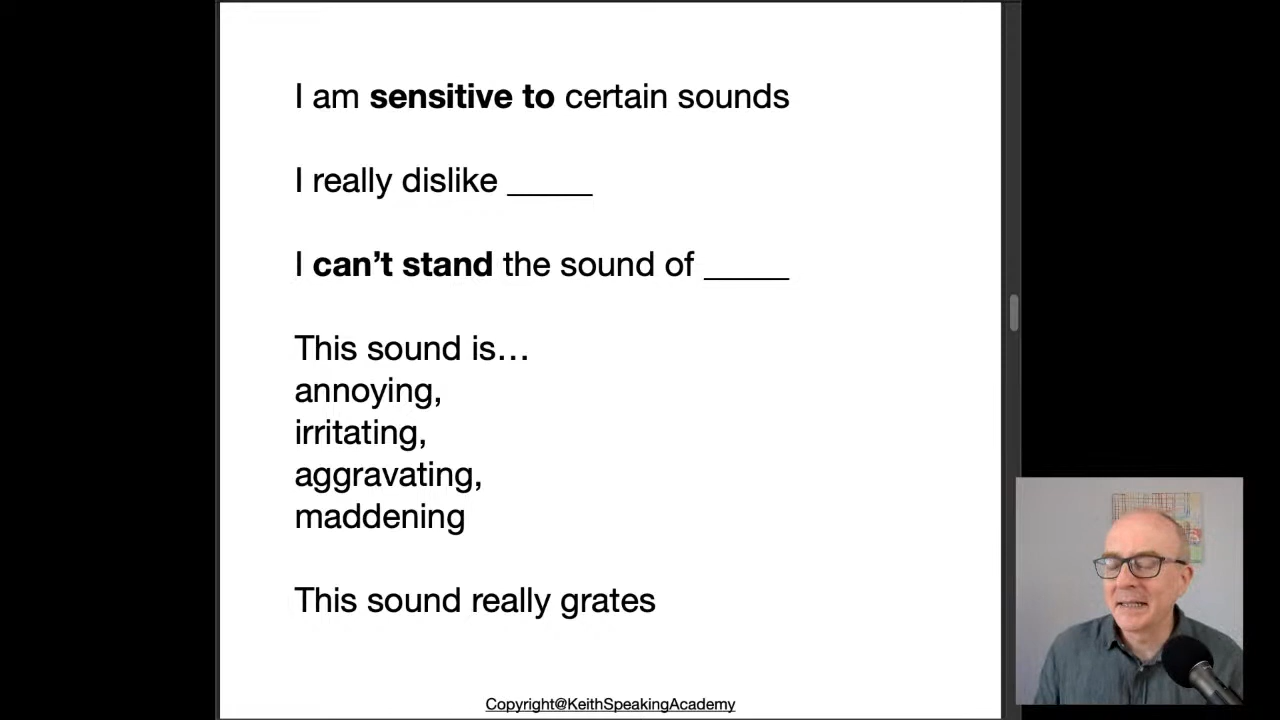 I am sensitive to certain sounds
I really dislike _____
I can’t stand the sound of _____
This sound is…
annoying,
irritating,
aggravating,
maddening
This sound really grates
Copyright@KeithSpeakingAcademy